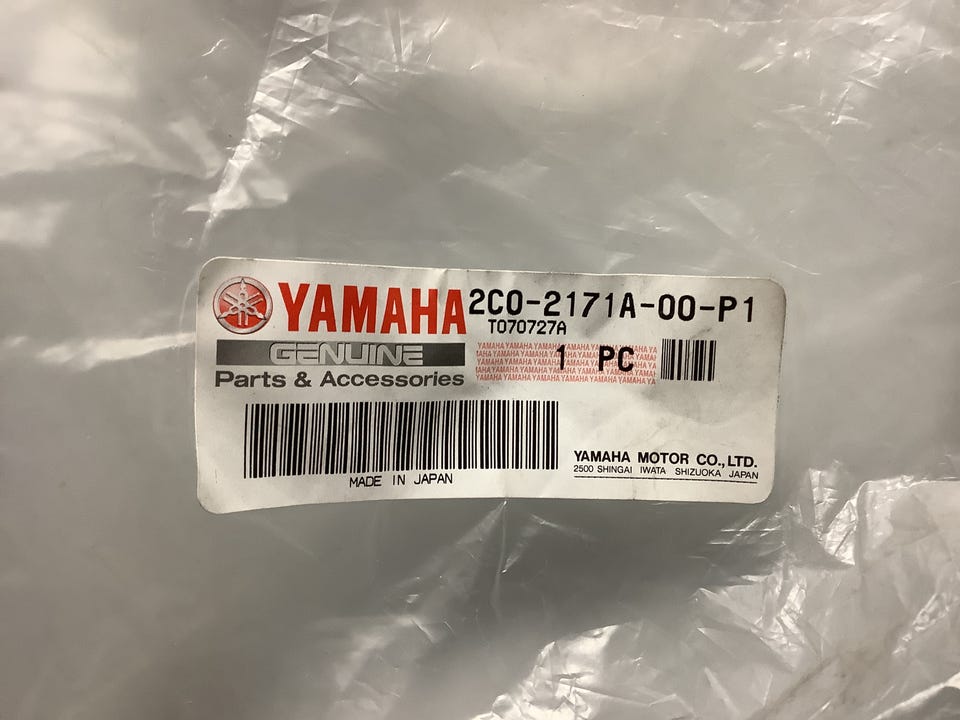 YAMAHA 2C0-2171A-00-P1
T070727A
GENUINE 1 PC
Parts & Accessories
YAMAHA MOTOR CO.,LTD.
2500 SHINGAI IWATA SHIZUOKA JAPAN
MADE IN JAPAN